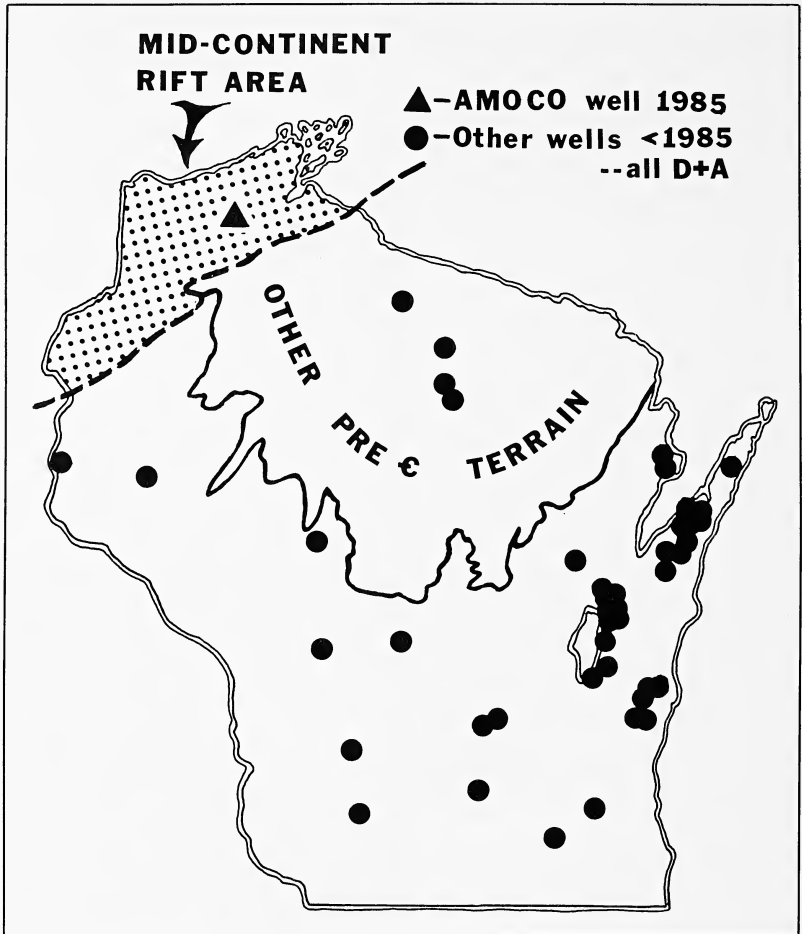 MID-CONTINENT
RIFT AREA
▲-AMOCO well 1985
●-Other wells <1985
--all D+A
OTHER PRE Є TERRAIN